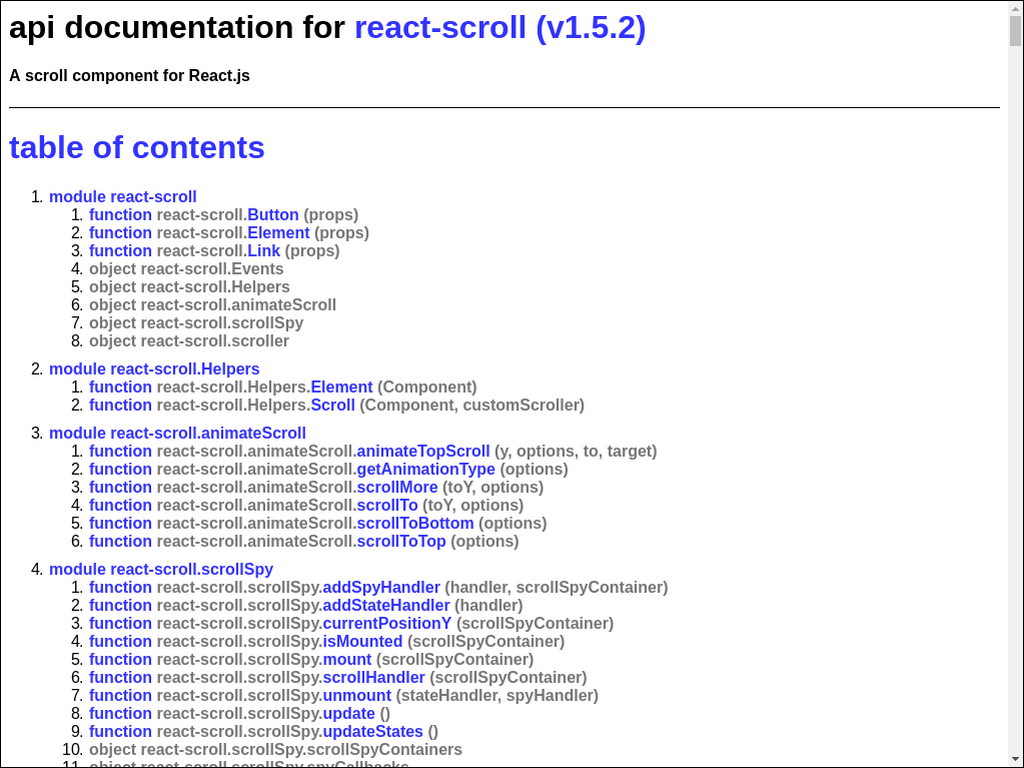 api documentation for react-scroll (v1.5.2)
A scroll component for React.js
table of contents
1. module react-scroll
1. function react-scroll.Button (props)
2. function react-scroll.Element (props)
3. function react-scroll.Link (props)
4. object react-scroll.Events
5. object react-scroll.Helpers
6. object react-scroll.animateScroll
7. object react-scroll.scrollSpy
8. object react-scroll.scroller
2. module react-scroll.Helpers
1. function react-scroll.Helpers.Element (Component)
2. function react-scroll.Helpers.Scroll (Component, customScroller)
3. module react-scroll.animateScroll
1. function react-scroll.animateScroll.animateTopScroll (y, options, to, target)
2. function react-scroll.animateScroll.getAnimationType (options)
3. function react-scroll.animateScroll.scrollMore (toY, options)
4. function react-scroll.animateScroll.scrollTo (toY, options)
5. function react-scroll.animateScroll.scrollToBottom (options)
6. function react-scroll.animateScroll.scrollToTop (options)
4. module react-scroll.scrollSpy
1. function react-scroll.scrollSpy.addSpyHandler (handler, scrollSpyContainer)
2. function react-scroll.scrollSpy.addStateHandler (handler)
3. function react-scroll.scrollSpy.currentPositionY (scrollSpyContainer)
4. function react-scroll.scrollSpy.isMounted (scrollSpyContainer)
5. function react-scroll.scrollSpy.mount (scrollSpyContainer)
6. function react-scroll.scrollSpy.scrollHandler (scrollSpyContainer)
7. function react-scroll.scrollSpy.unmount (stateHandler, spyHandler)
8. function react-scroll.scrollSpy.update ()
9. function react-scroll.scrollSpy.updateStates ()
10. object react-scroll.scrollSpy.scrollSpyContainers
11. object react-scroll.scrollSpy.spyCallbacks